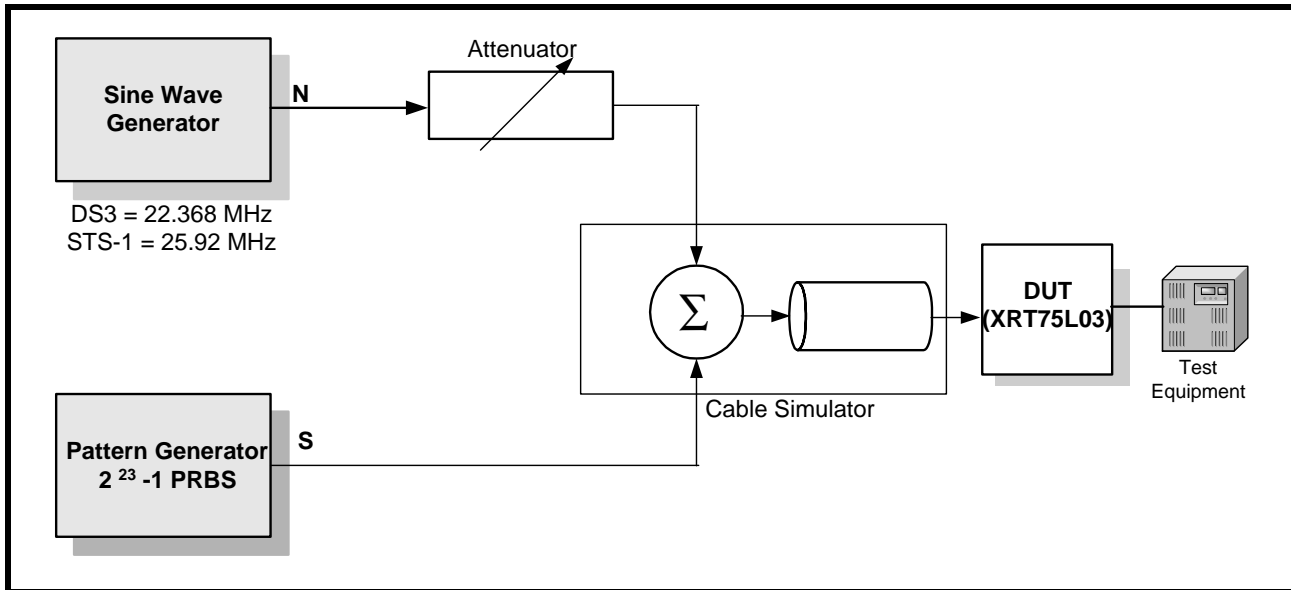 Attenuator
Sine Wave
Generator
N
DS3 = 22.368 MHz
STS-1 = 25.92 MHz
Σ
DUT
(XRT75L03)
Test
Equipment
Cable Simulator
Pattern Generator
2 ²³ -1 PRBS
S